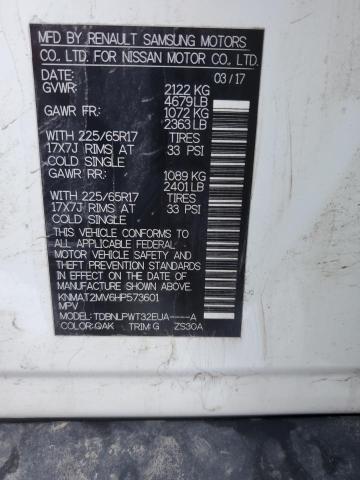 MFD BY RENAULT SAMSUNG MOTORS
CO., LTD. FOR NISSAN MOTOR CO., LTD.
DATE: 03/17
GVWR: 2122 KG
4679LB
GAWR FR: 1072 KG
2363LB
WITH 225/65R17 TIRES
17X7J RIMS AT 33 PSI
COLD SINGLE
GAWR RR: 1089 KG
2401LB
WITH 225/65R17 TIRES
17X7J RIMS AT 33 PSI
COLD SINGLE
THIS VEHICLE CONFORMS
TO ALL APPLICABLE FEDERAL
MOTOR VEHICLE SAFETY AND
THEFT PREVENTION STANDARDS
IN EFFECT ON THE DATE OF
MANUFACTURE SHOWN ABOVE.
KNMAT2MV6HP573601
MPV
MODEL: TDBNLPWT32EUA----A
COLOR: QAK TRIM: G ZS30A